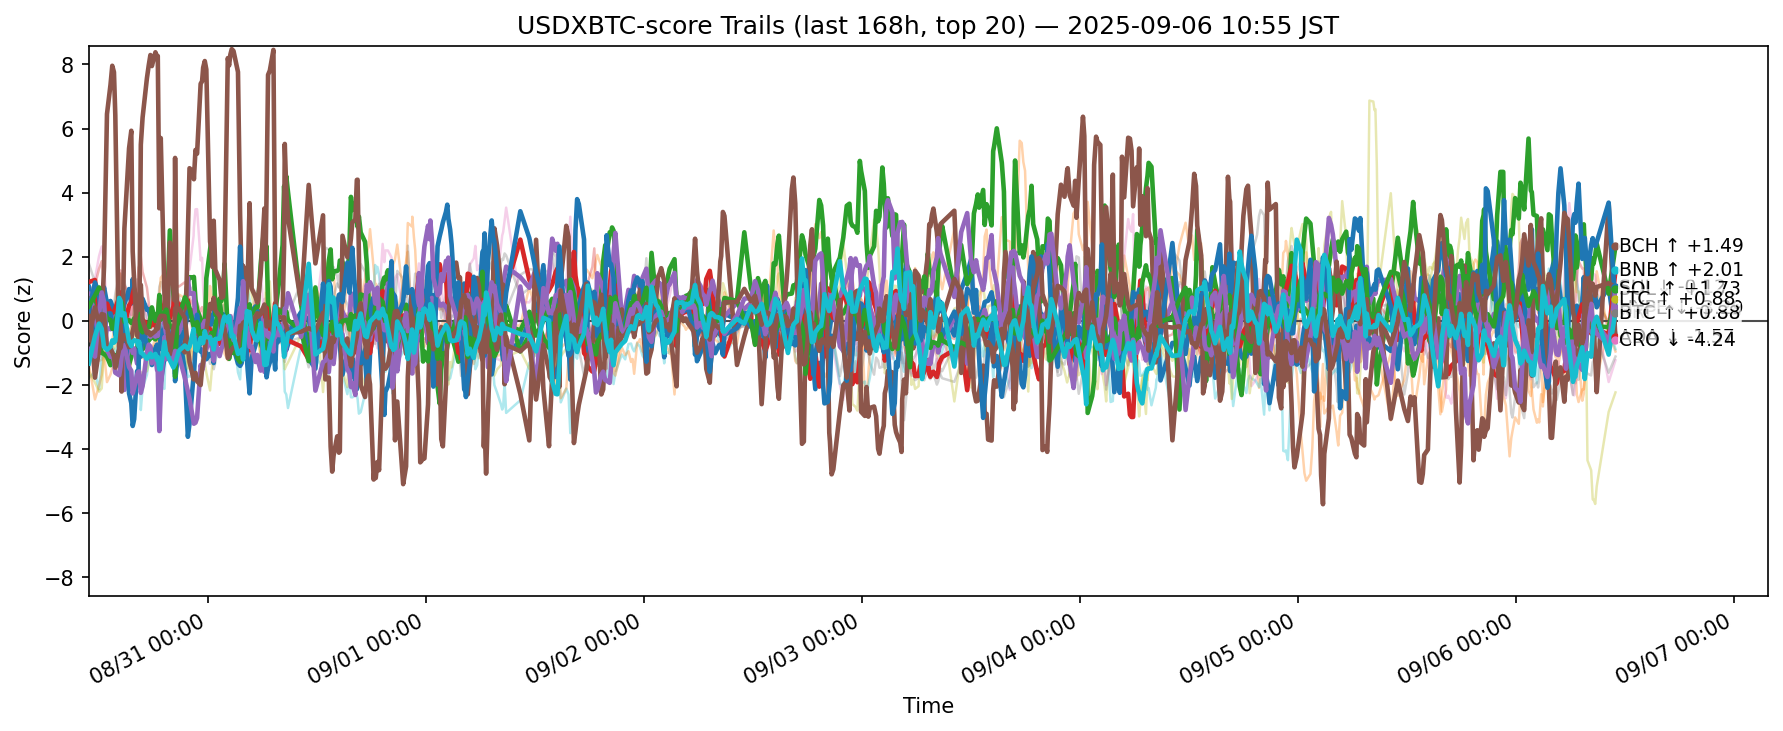 USDXBTC-score Trails (last 168h, top 20) — 2025-09-06 10:55 JST
Score (z)
8
6
4
2
0
−2
−4
−6
−8
BCH ↑ +1.49
BNB ↑ +2.01
SOL ↑ +1.73
LTC ↑ +0.88
BTC ↑ +0.88
CRO ↓ -4.24
08/31 00:00
09/01 00:00
09/02 00:00
09/03 00:00
09/04 00:00
09/05 00:00
09/06 00:00
09/07 00:00
Time